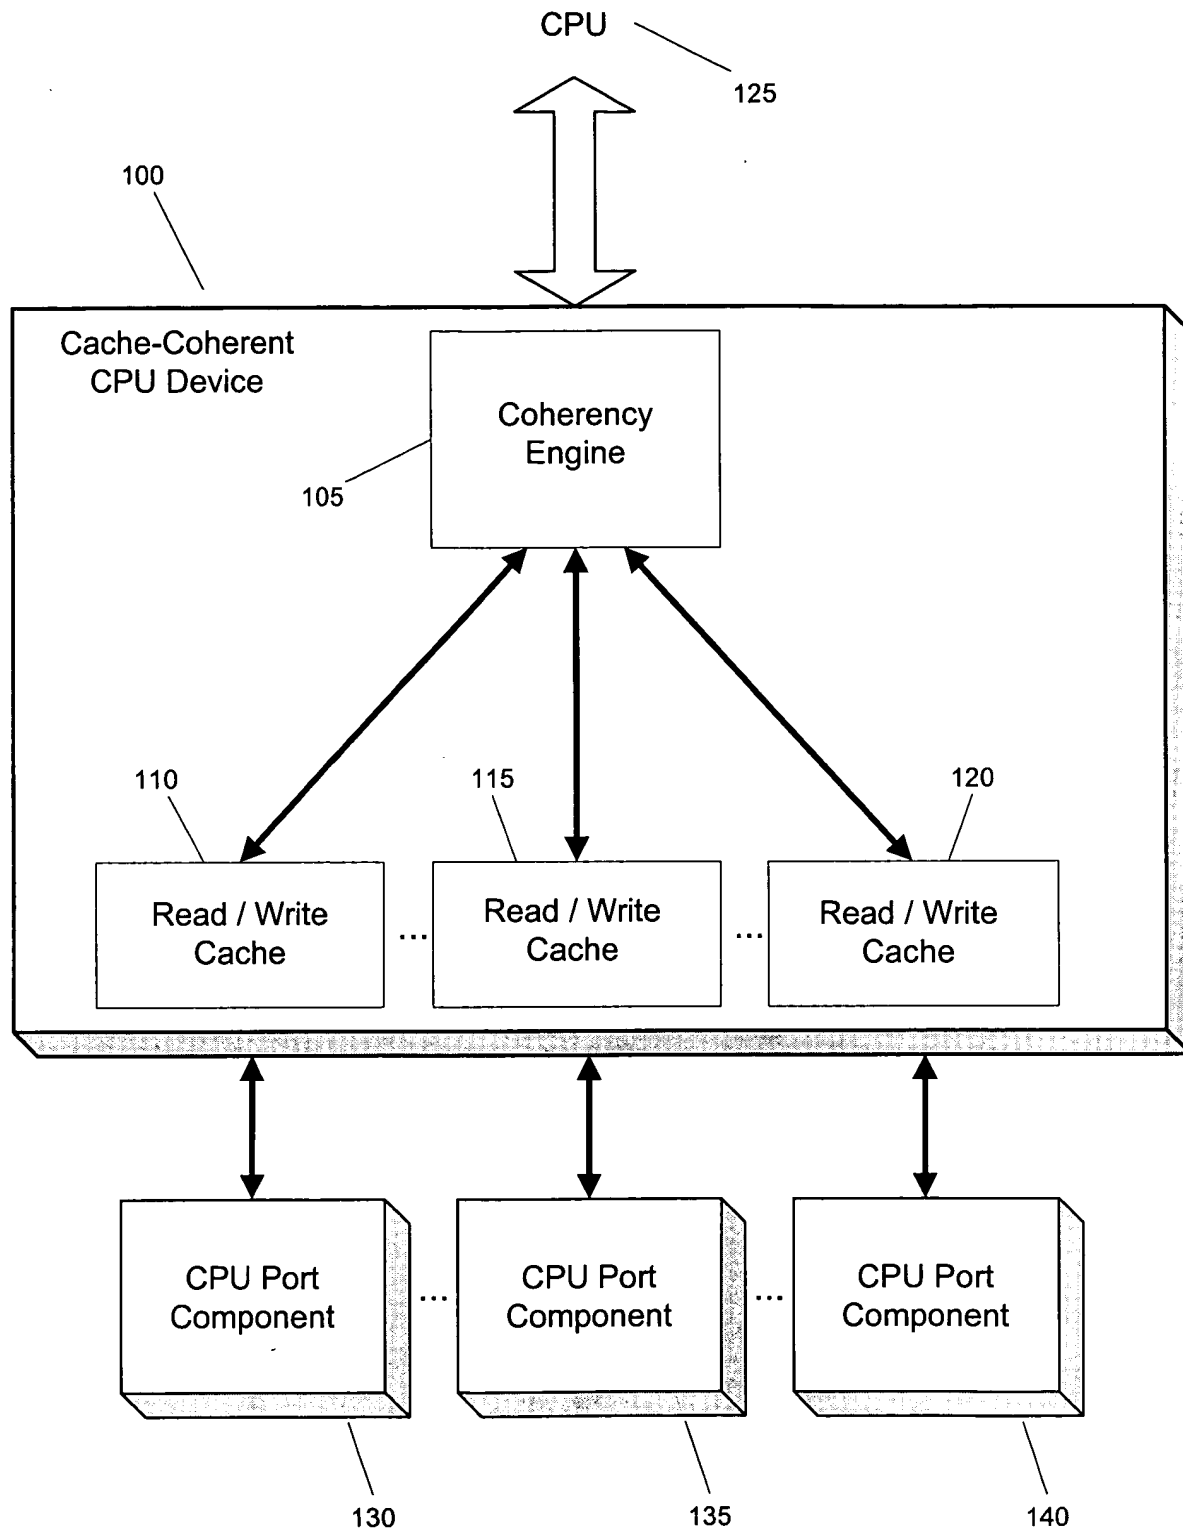 CPU
125
100
Cache-Coherent
CPU Device
Coherency
Engine
105
110
115
120
Read / Write
Cache
...
Read / Write
Cache
...
Read / Write
Cache
CPU Port
Component
...
CPU Port
Component
...
CPU Port
Component
130
135
140